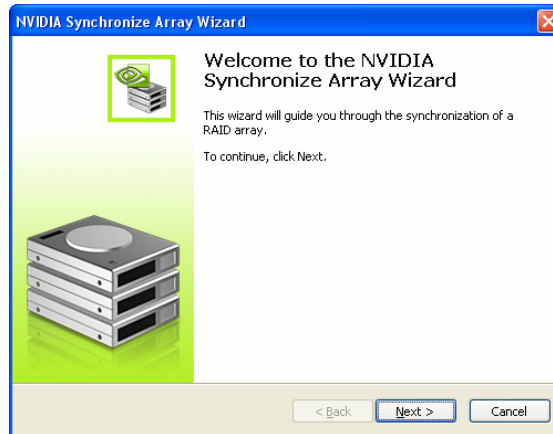 NVIDIA Synchronize Array Wizard
Welcome to the NVIDIA
Synchronize Array Wizard
This wizard will guide you through the synchronization of a
RAID array.
To continue, click Next.
< Back
Next >
Cancel